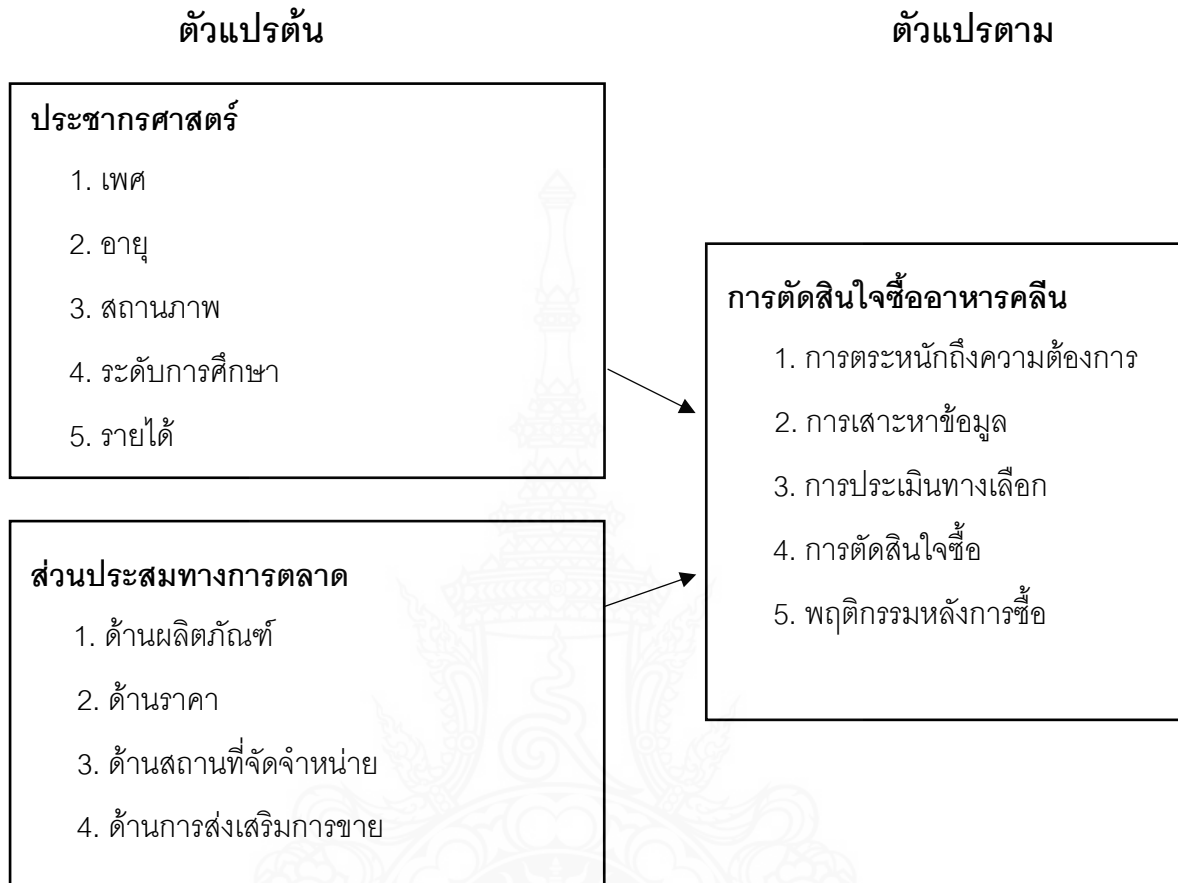 ตัวแปรต้น
ตัวแปรตาม
ประชากรศาสตร์
1. เพศ
2. อายุ
3. สถานภาพ
4. ระดับการศึกษา
5. รายได้
ส่วนประสมทางการตลาด
1. ด้านผลิตภัณฑ์
2. ด้านราคา
3. ด้านสถานที่จัดจำหน่าย
4. ด้านการส่งเสริมการขาย
การตัดสินใจซื้ออาหารคลีน
1. การตระหนักถึงความต้องการ
2. การเสาะหาข้อมูล
3. การประเมินทางเลือก
4. การตัดสินใจซื้อ
5. พฤติกรรมหลังการซื้อ